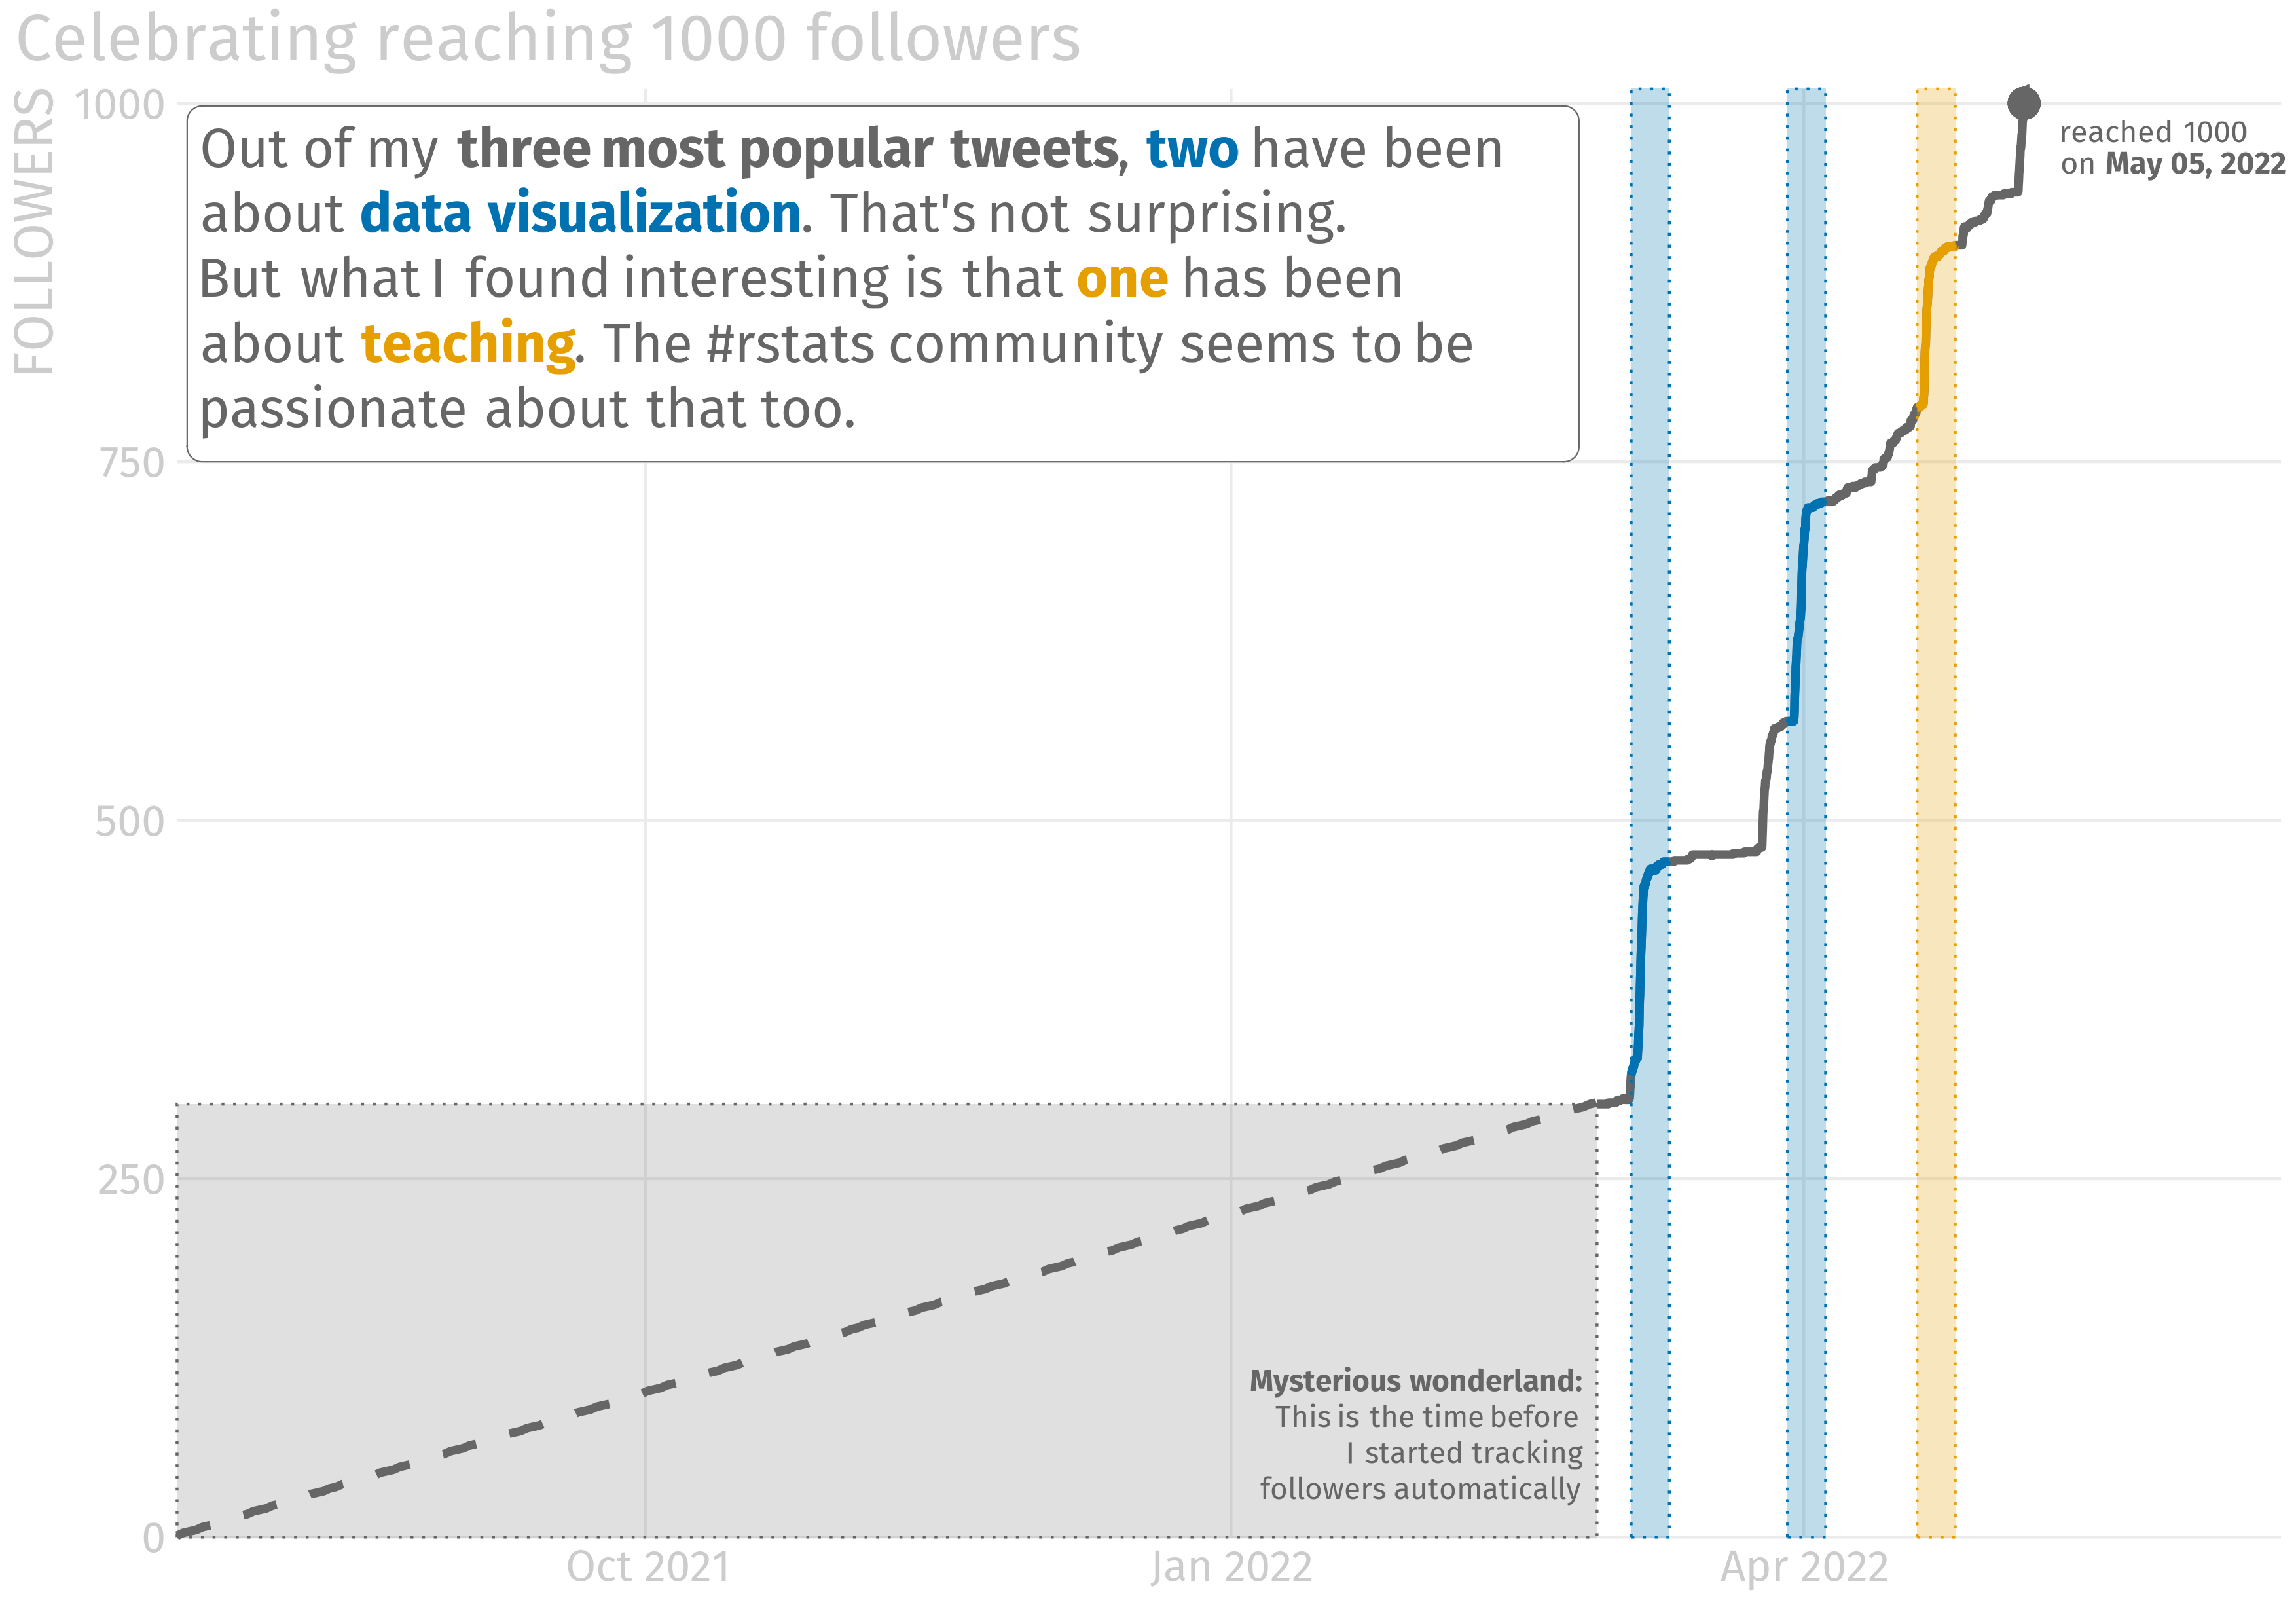 Celebrating reaching 1000 followers
FOLLOWERS
1000
750
500
250
0
Out of my three most popular tweets, two have been
about data visualization. That's not surprising.
But what I found interesting is that one has been
about teaching. The #rstats community seems to be
passionate about that too.
reached 1000
on May 05, 2022
Mysterious wonderland:
This is the time before
I started tracking
followers automatically
Oct 2021
Jan 2022
Apr 2022